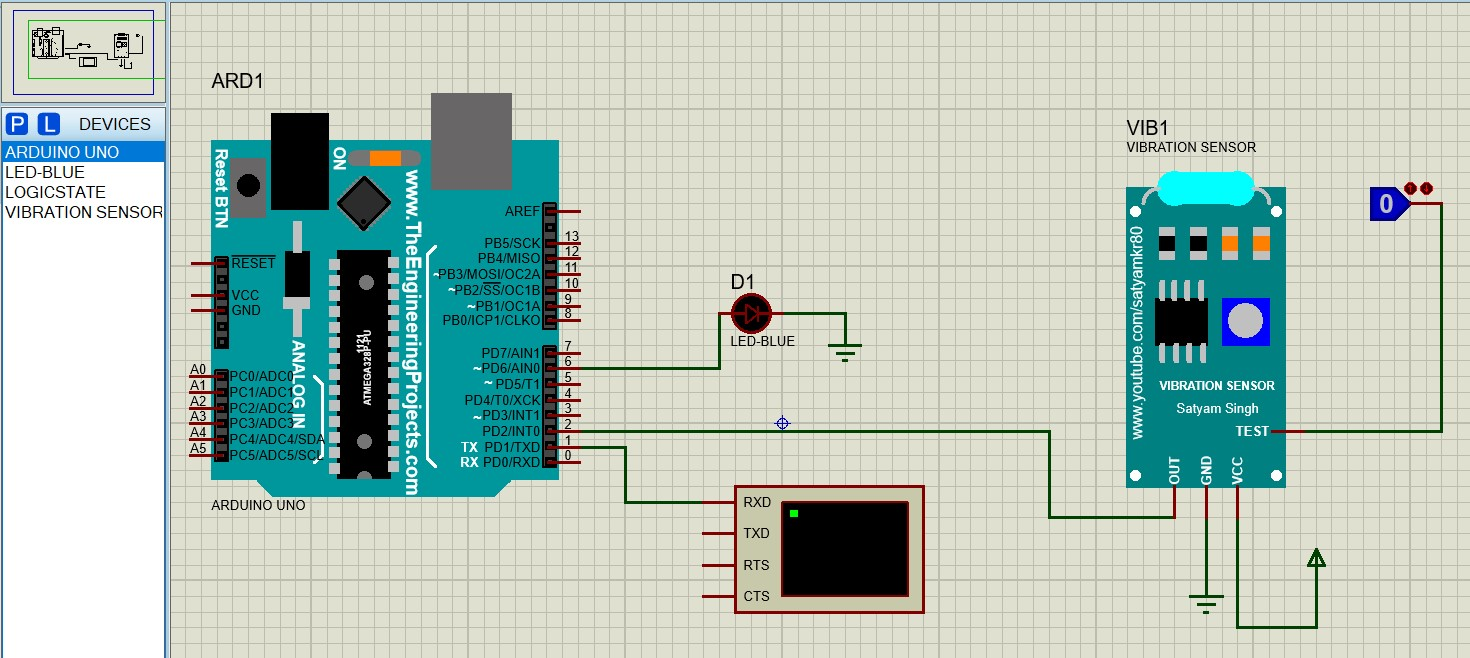 P L DEVICES
ARDUINO UNO
LED-BLUE
LOGICSTATE
VIBRATION SENSOR
ARD1
Reset BTN
ON
www.TheEngineeringProjects.com
ANALOG IN
ATMEGA328P-PU
1121
RESET
VCC
GND
A0 PC0/ADC0
A1 PC1/ADC1
A2 PC2/ADC2
A3 PC3/ADC3
A4 PC4/ADC4/SDA
A5 PC5/ADC5/SCL
AREF
PB5/SCK 13
PB4/MISO 12
~PB3/MOSI/OC2A 11
~PB2/SS/OC1B 10
~PB1/OC1A 9
PB0/ICP1/CLKO 8
PD7/AIN1 7
~PD6/AIN0 6
~PD5/T1 5
PD4/T0/XCK 4
~PD3/INT1 3
PD2/INT0 2
TX PD1/TXD 1
RX PD0/RXD 0
ARDUINO UNO
D1
LED-BLUE
RXD
TXD
RTS
CTS
VIB1
VIBRATION SENSOR
www.youtube.com/satyamkr80
VIBRATION SENSOR
Satyam Singh
TEST
OUT
GND
VCC
0